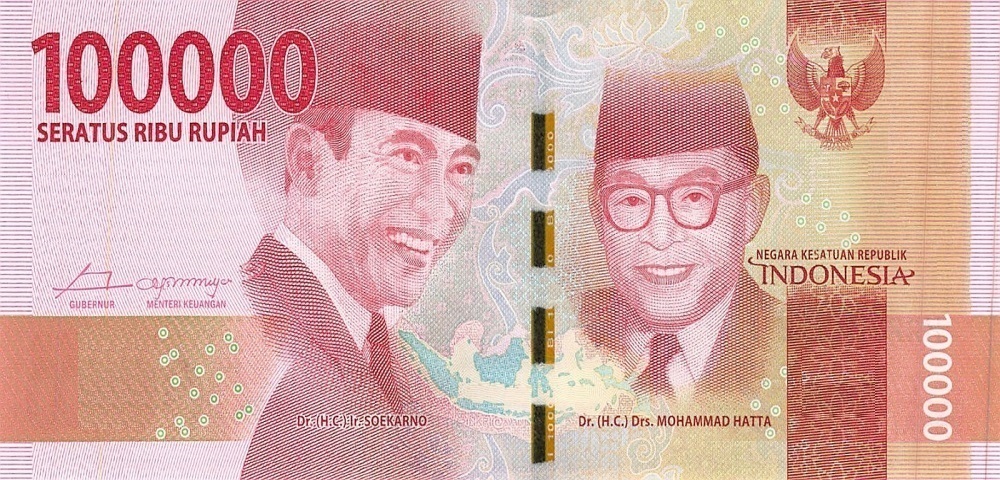 100000
SERATUS RIBU RUPIAH
NEGARA KESATUAN REPUBLIK
INDONESIA
GUBERNUR
MENTERI KEUANGAN
100000
Dr. (H.C.) Ir. SOEKARNO
Dr. (H.C.) Drs. MOHAMMAD HATTA